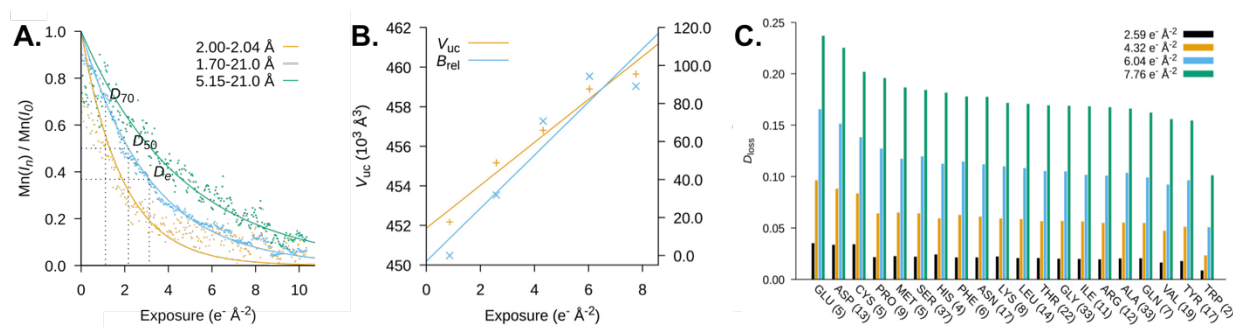 A.
1.0
0.8
0.6
0.4
0.2
0.0
Mn(Iₙ) / Mn(I₀)
2.00-2.04 Å
1.70-21.0 Å
5.15-21.0 Å
D₇₀
D₅₀
Dₑ
0 2 4 6 8 10
Exposure (e⁻ Å⁻²)
B.
462
460
458
456
454
452
450
V_uc (10³ Å³)
V_uc
B_rel
120.0
100.0
80.0
60.0
40.0
20.0
0.0
0 2 4 6 8
Exposure (e⁻ Å⁻²)
C.
0.25
0.20
0.15
0.10
0.05
0.00
D_loss
2.59 e⁻ Å⁻²
4.32 e⁻ Å⁻²
6.04 e⁻ Å⁻²
7.76 e⁻ Å⁻²
GLU (5)
ASP (13)
CYS (5)
PRO (9)
MET (5)
SER (37)
HIS (4)
PHE (6)
ASN (17)
LYS (8)
LEU (14)
THR (22)
GLY (33)
ILE (11)
ARG (12)
ALA (33)
GLN (7)
VAL (19)
TYR (17)
TRP (2)